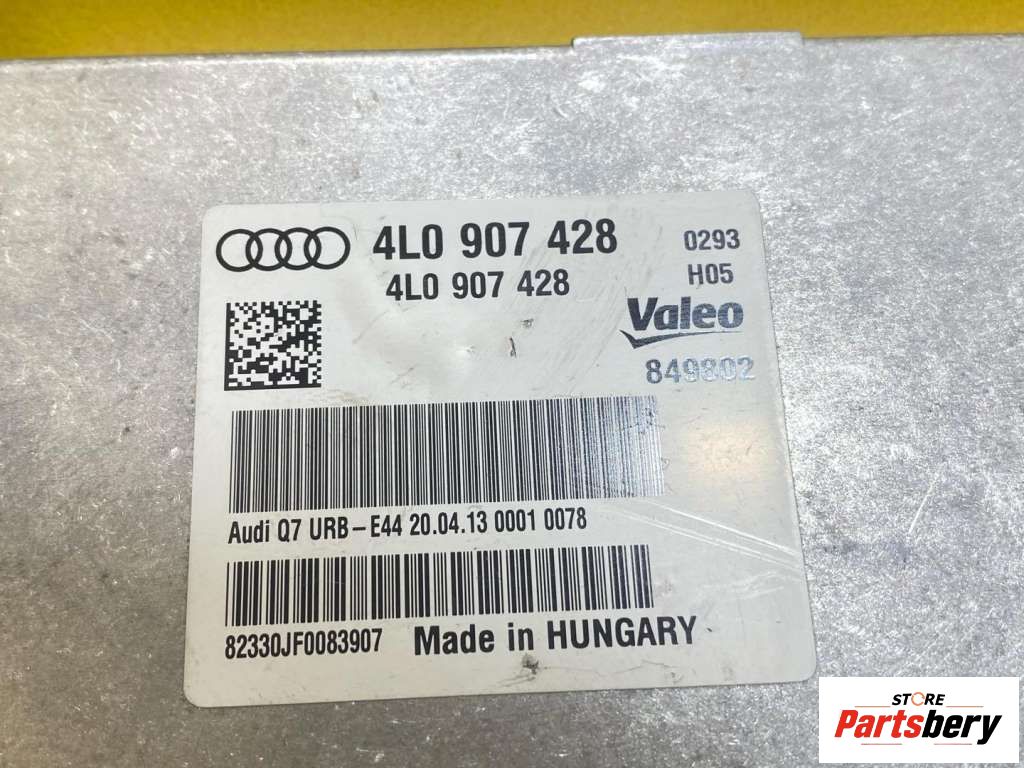 4L0 907 428 0293
4L0 907 428 H05
Valeo
849802
Audi Q7 URB-E44 20.04.13 0001 0078
82330JF0083907 Made in HUNGARY
STORE
Partsbery